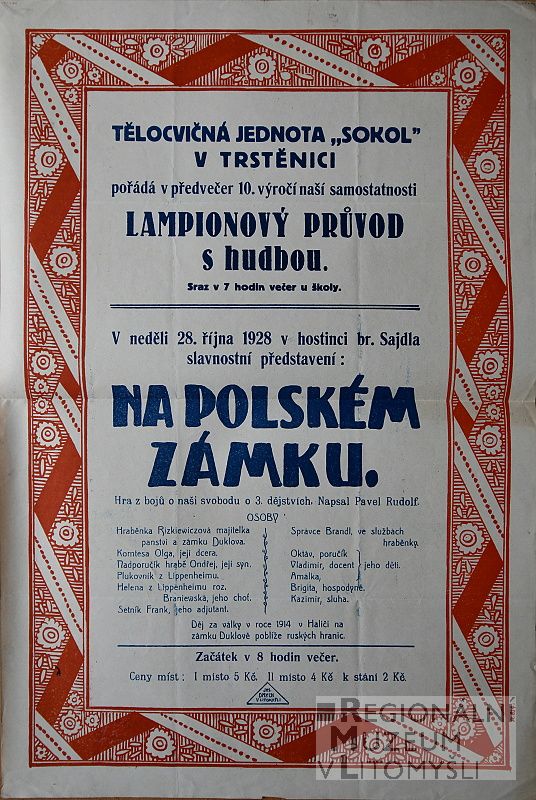 TĚLOCVIČNÁ JEDNOTA „SOKOL"
V TRSTĚNICI
pořádá v předvečer 10. výročí naší samostatnosti
LAMPIONOVÝ PRŮVOD
s hudbou.
Sraz v 7 hodin večer u školy.
V neděli 28. října 1928 v hostinci br. Sajdla
slavnostní představení :
NA POLSKÉM
ZÁMKU.
Hra z bojů o naši svobodu o 3. dějstvích. Napsal Pavel Rudolf.
OSOBY
Hraběnka Rizkiewiczová majitelka
panství a zámku Duklova.
Komtesa Olga, její dcera.
Nadporučík hrabě Ondřej, její syn.
Plukovník z Lippenheimu.
Helena z Lippenheimu roz.
Braniewská, jeho choť.
Setník Frank, jeho adjutant.
Správce Brandl, ve službách
hraběnky.
Oktáv, poručík
Vladimír, docent jeho děti.
Amalka,
Brigita, hospodyně.
Kazimír, sluha.
Děj za války v roce 1914 v Haliči na
zámku Duklově poblíže ruských hranic.
Začátek v 8 hodin večer.
Ceny míst : I místo 5 Kč. II místo 4 Kč k stání 2 Kč.
V LITOMYŠLI
REGIONÁLNÍ
MUZEUM
V LITOMYŠLI